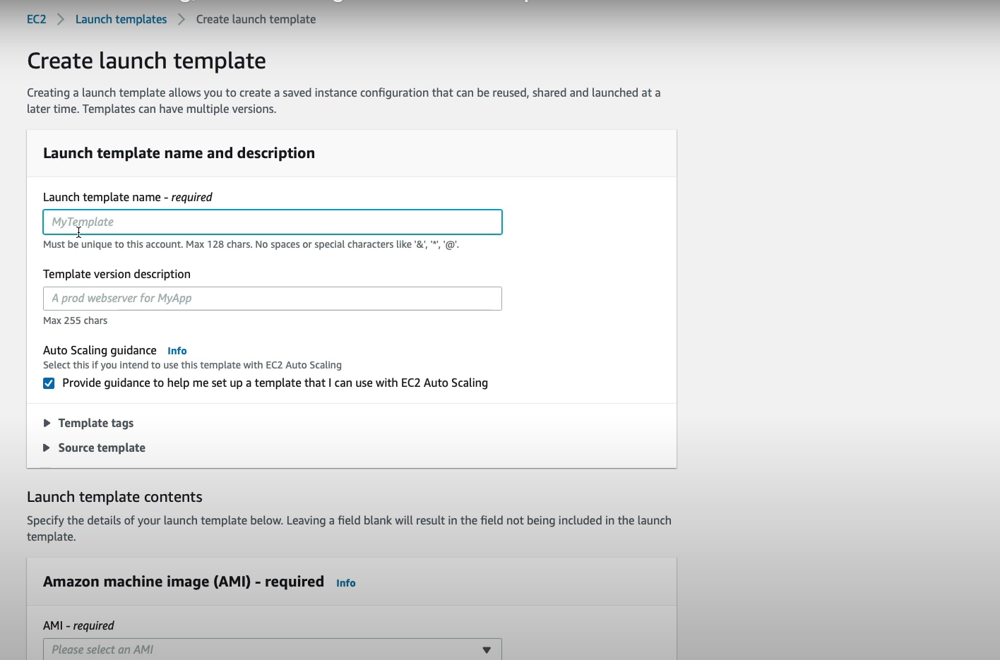 EC2 > Launch templates > Create launch template
Create launch template
Creating a launch template allows you to create a saved instance configuration that can be reused, shared and launched at a
later time. Templates can have multiple versions.
Launch template name and description
Launch template name - required
MyTemplate
Must be unique to this account. Max 128 chars. No spaces or special characters like '&', '*', '@'.
Template version description
A prod webserver for MyApp
Max 255 chars
Auto Scaling guidance Info
Select this if you intend to use this template with EC2 Auto Scaling
Provide guidance to help me set up a template that I can use with EC2 Auto Scaling
Template tags
Source template
Launch template contents
Specify the details of your launch template below. Leaving a field blank will result in the field not being included in the launch
template.
Amazon machine image (AMI) - required Info
AMI - required
Please select an AMI